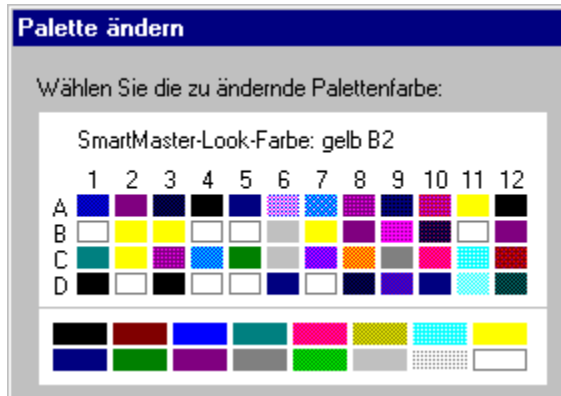 Palette ändern
Wählen Sie die zu ändernde Palettenfarbe:
SmartMaster-Look-Farbe: gelb B2
1 2 3 4 5 6 7 8 9 10 11 12
A
B
C
D